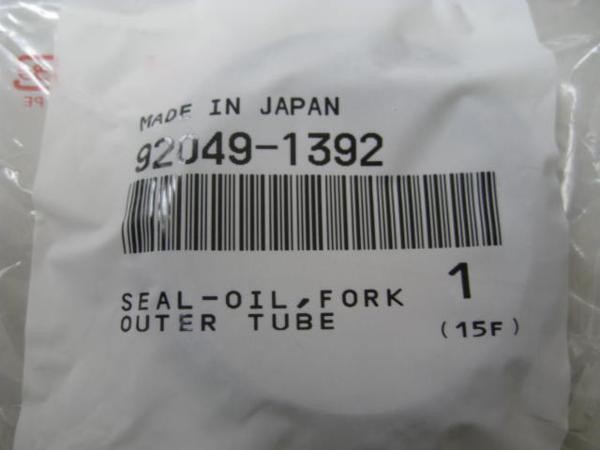 MADE IN JAPAN
92049-1392
SEAL-OIL,FORK 1
OUTER TUBE (15F)